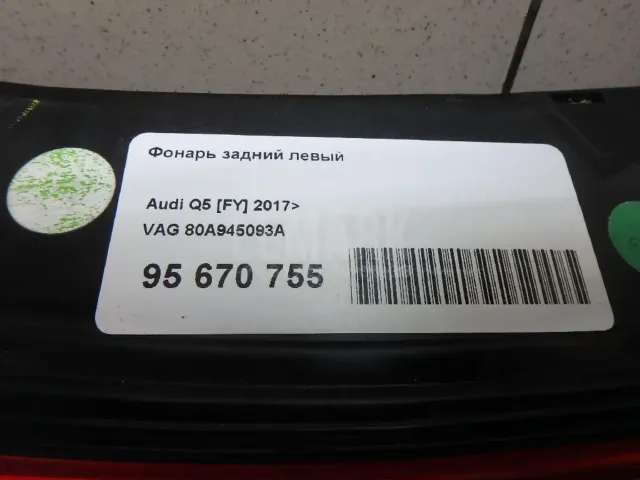 Фонарь задний левый
Audi Q5 [FY] 2017>
VAG 80A945093A
95 670 755